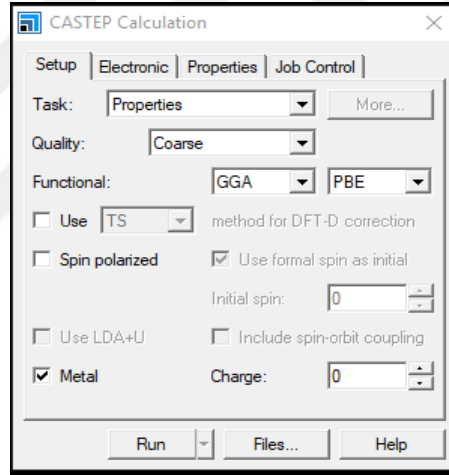 CASTEP Calculation
Setup Electronic Properties Job Control
Task: Properties More...
Quality: Coarse
Functional: GGA PBE
Use TS method for DFT-D correction
Spin polarized Use formal spin as initial
Initial spin: 0
Use LDA+U Include spin-orbit coupling
Metal Charge: 0
Run Files... Help